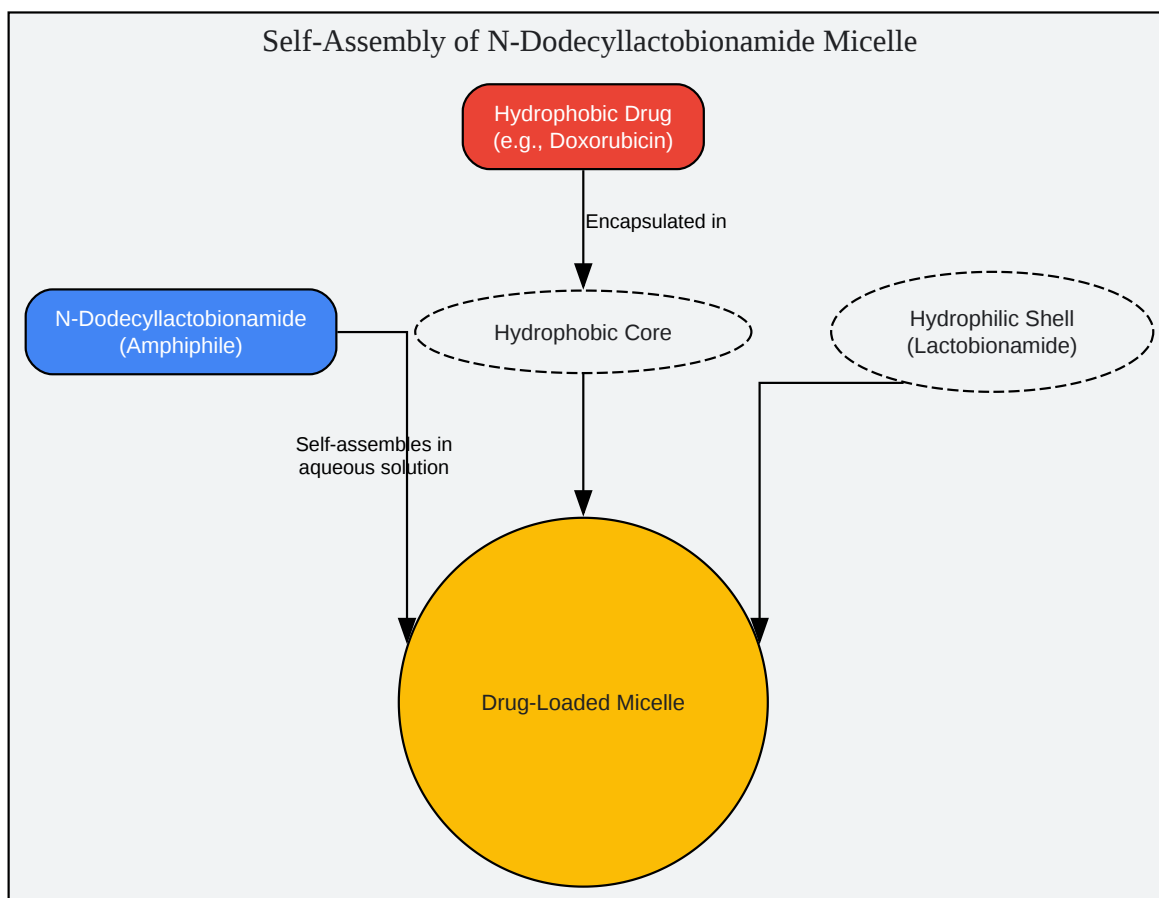 Self-Assembly of N-Dodecyllactobionamide Micelle
Hydrophobic Drug
(e.g., Doxorubicin)
Encapsulated in
N-Dodecyllactobionamide
(Amphiphile)
Hydrophobic Core
Hydrophilic Shell
(Lactobionamide)
Self-assembles in
aqueous solution
Drug-Loaded Micelle